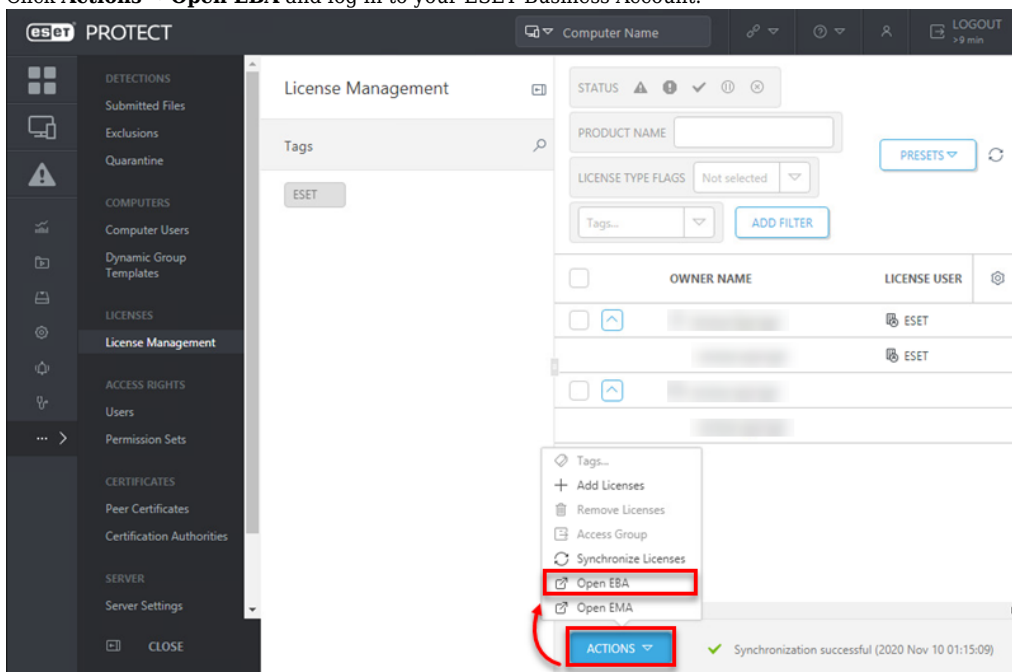 Click Actions Open EBA and log in to your ESET Business Account.
eset PROTECT
Computer Name
LOGOUT
>9 min
DETECTIONS
Submitted Files
Exclusions
Quarantine
COMPUTERS
Computer Users
Dynamic Group
Templates
LICENSES
License Management
ACCESS RIGHTS
Users
Permission Sets
CERTIFICATES
Peer Certificates
Certification Authorities
SERVER
Server Settings
CLOSE
License Management
Tags
ESET
STATUS
PRODUCT NAME
LICENSE TYPE FLAGS Not selected
Tags...
ADD FILTER
PRESETS
OWNER NAME LICENSE USER
ESET
ESET
Tags...
Add Licenses
Remove Licenses
Access Group
Synchronize Licenses
Open EBA
Open EMA
ACTIONS
Synchronization successful (2020 Nov 10 01:15:09)